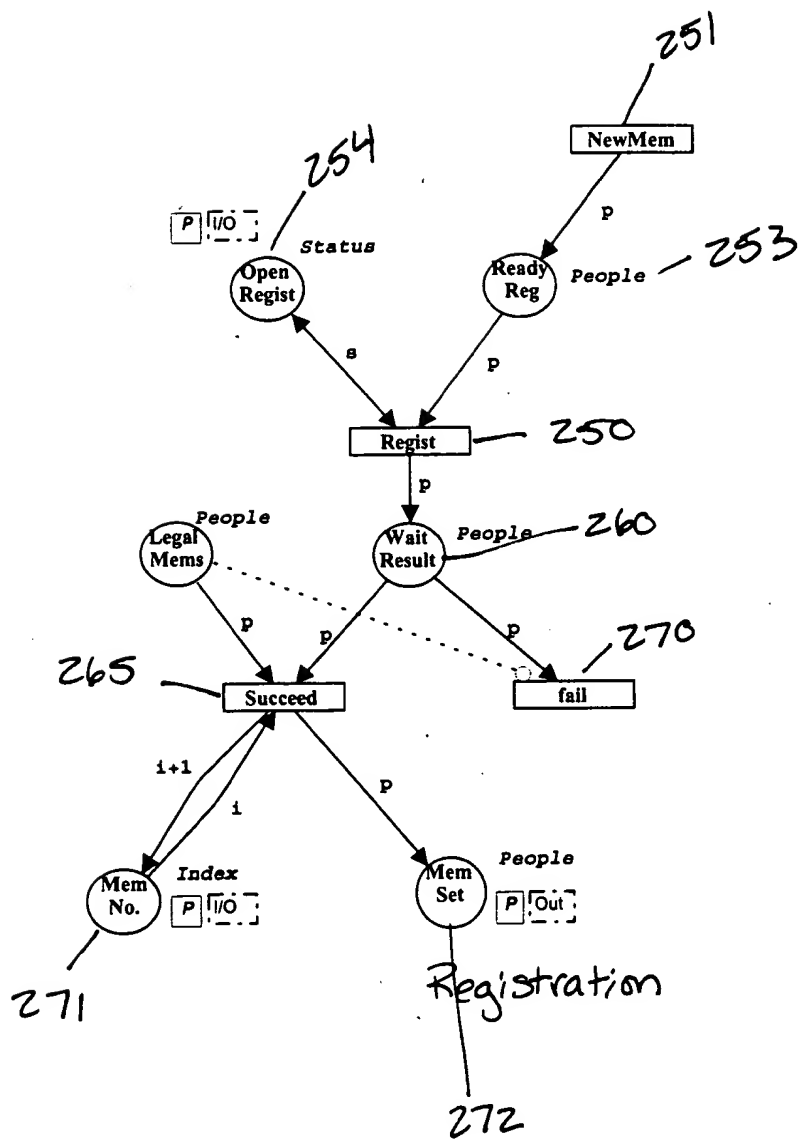 251
NewMem
254
P I/O
Status
p
Open
Regist
Ready
Reg
People
253
s
p
Regist
250
p
People
Legal
Mems
Wait
Result
People
260
p
p
p
270
265
Succeed
fail
i+1
i
p
Mem
No.
Index
P I/O
Mem
Set
People
P Out
271
Registration
272